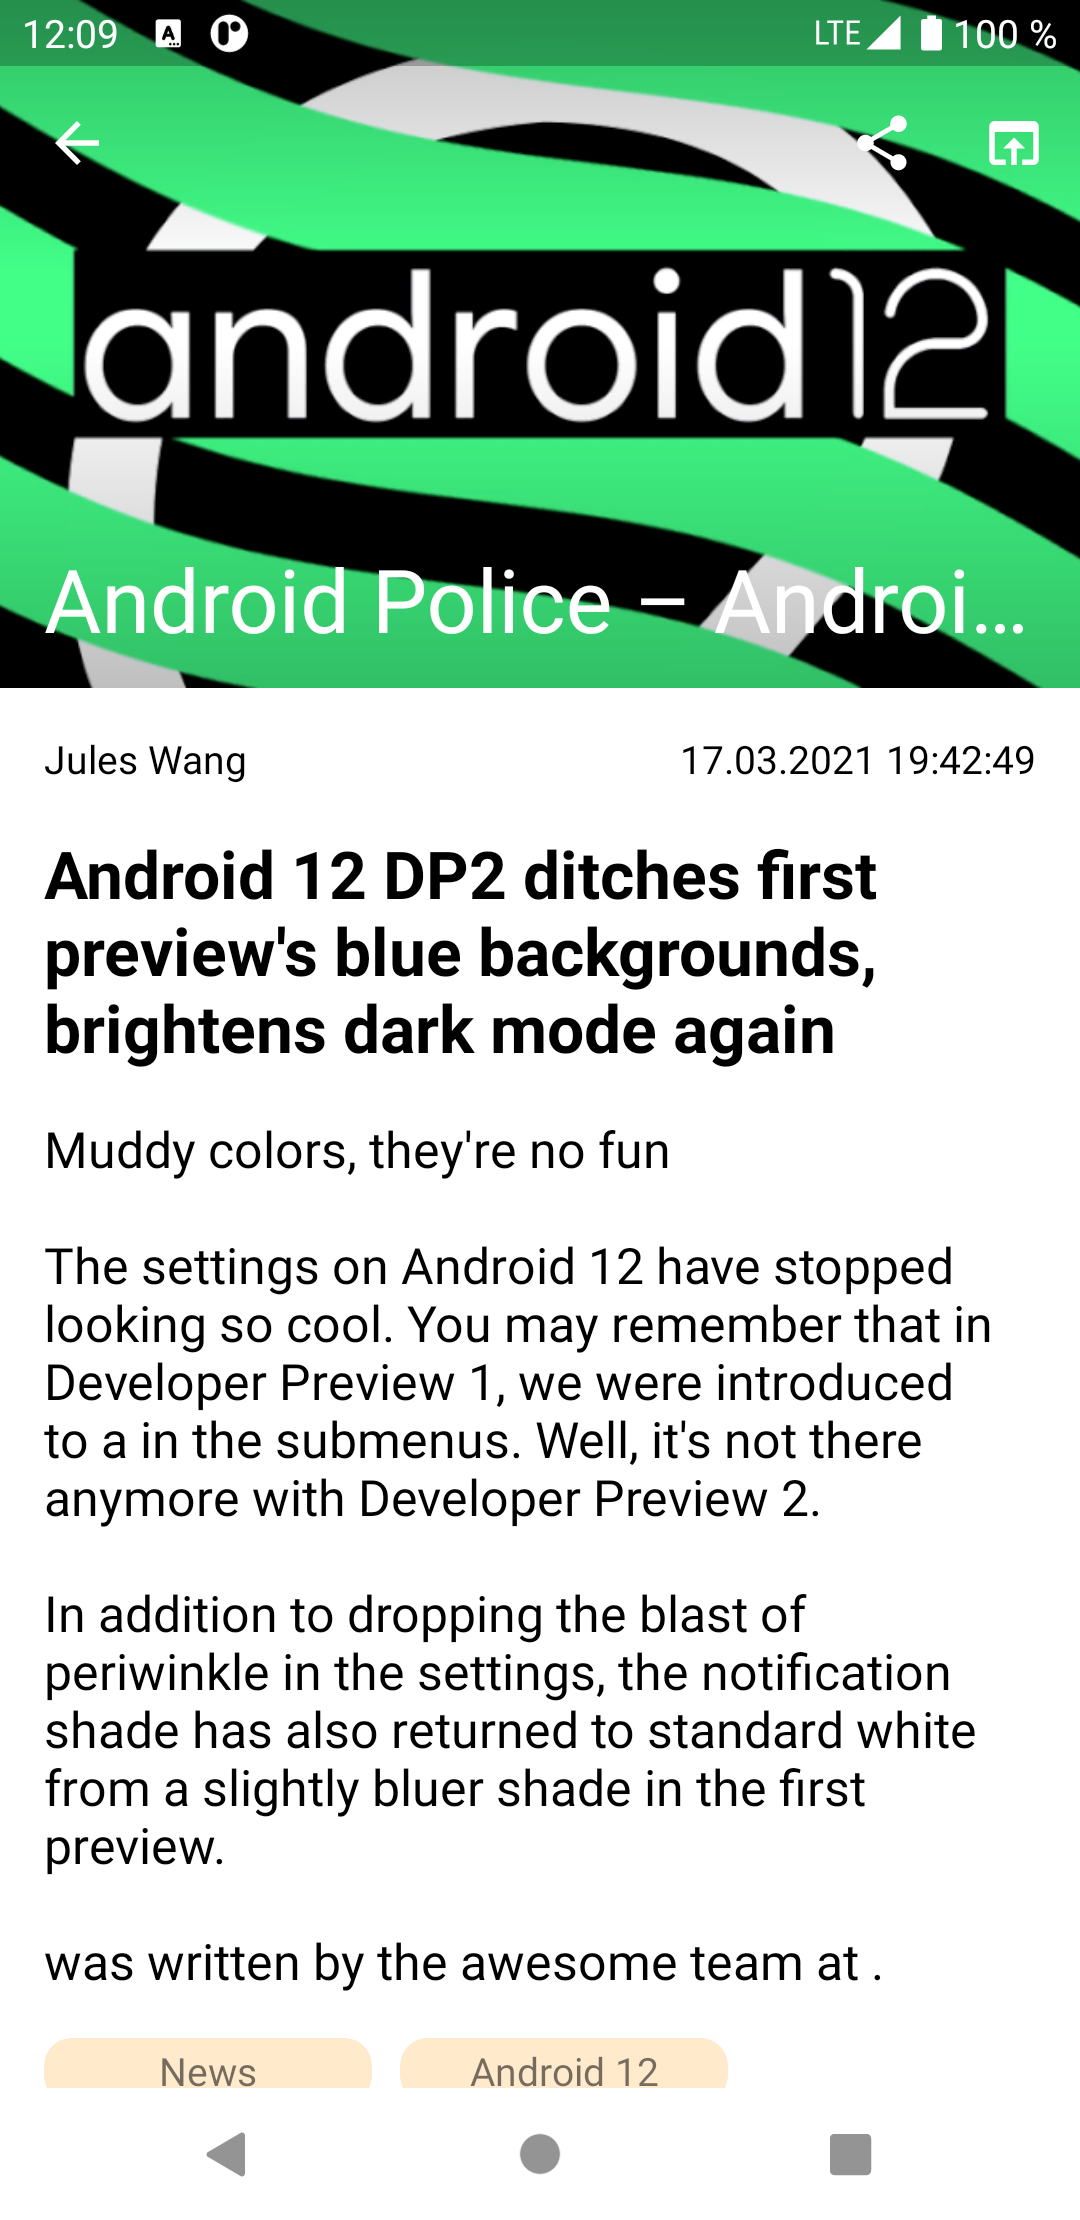 12:09
LTE 100 %
android12
Android Police – Androi...
Jules Wang
17.03.2021 19:42:49
Android 12 DP2 ditches first
preview's blue backgrounds,
brightens dark mode again
Muddy colors, they're no fun
The settings on Android 12 have stopped
looking so cool. You may remember that in
Developer Preview 1, we were introduced
to a in the submenus. Well, it's not there
anymore with Developer Preview 2.
In addition to dropping the blast of
periwinkle in the settings, the notification
shade has also returned to standard white
from a slightly bluer shade in the first
preview.
was written by the awesome team at .
News
Android 12